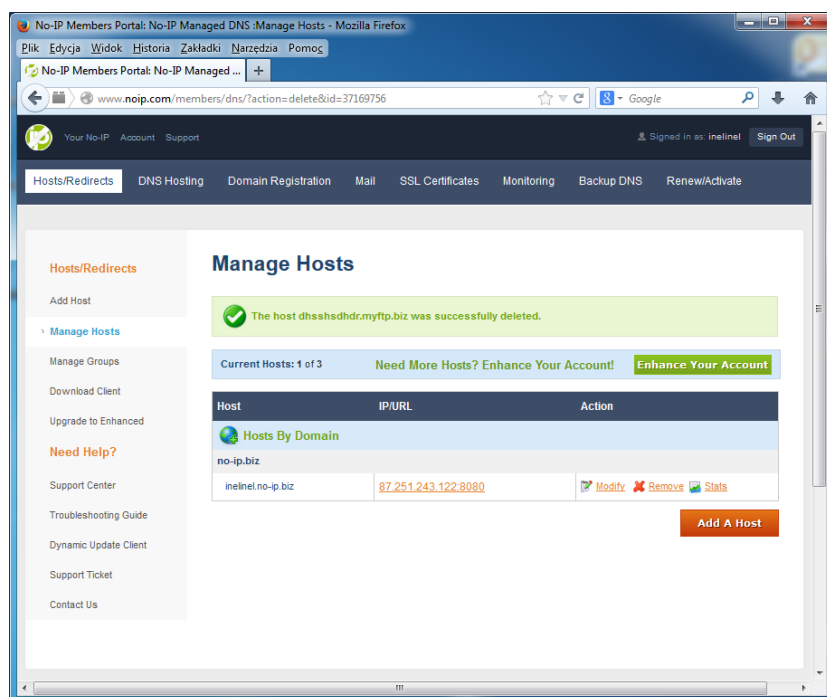 No-IP Members Portal: No-IP Managed DNS :Manage Hosts - Mozilla Firefox
Plik Edycja Widok Historia Zakładki Narzędzia Pomoc
No-IP Members Portal: No-IP Managed ... +
www.noip.com/members/dns/?action=delete&id=37169756 8 Google
Your No-IP Account Support Signed in as: inelinel Sign Out
Hosts/Redirects DNS Hosting Domain Registration Mail SSL Certificates Monitoring Backup DNS Renew/Activate
Hosts/Redirects
Add Host
› Manage Hosts
Manage Groups
Download Client
Upgrade to Enhanced
Need Help?
Support Center
Troubleshooting Guide
Dynamic Update Client
Support Ticket
Contact Us
Manage Hosts
The host dhsshsdhdr.myftp.biz was successfully deleted.
Current Hosts: 1 of 3 Need More Hosts? Enhance Your Account! Enhance Your Account
Host IP/URL Action
Hosts By Domain
no-ip.biz
inelinel.no-ip.biz 87.251.243.122:8080 Modify Remove Stats
Add A Host